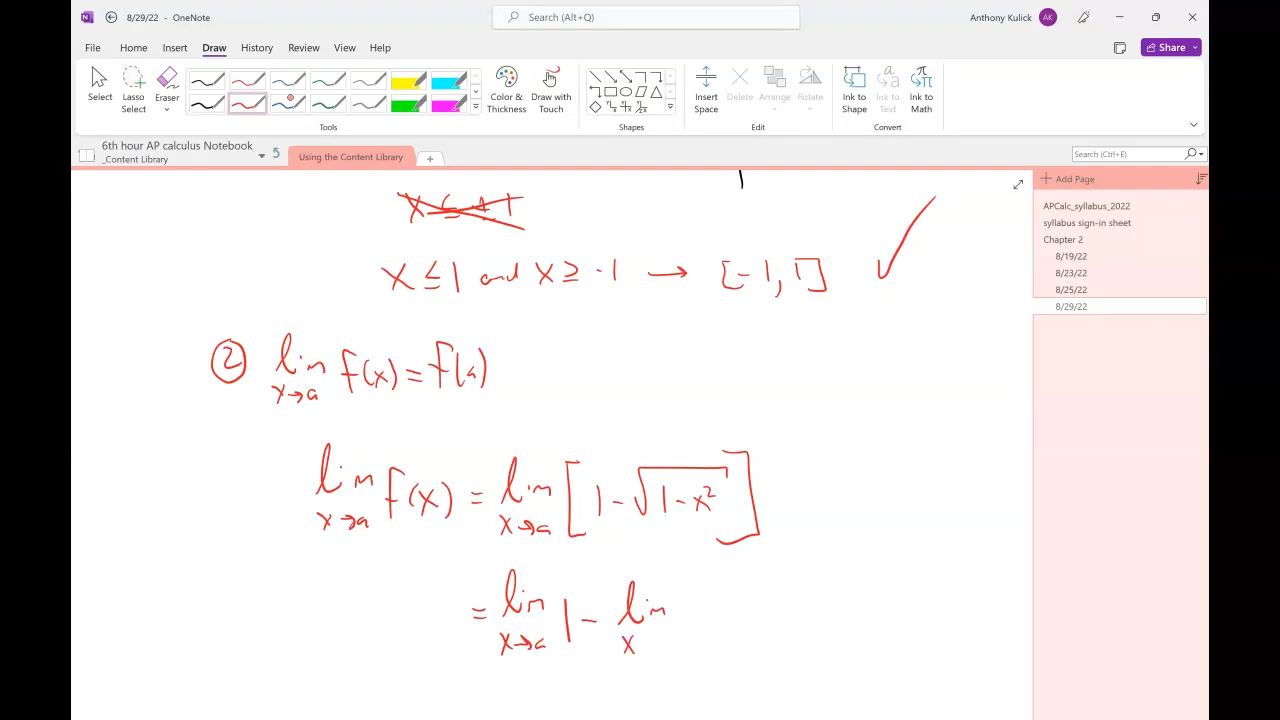 8/29/22 - OneNote
Search (Alt+Q)
Anthony Kulick
AK
File Home Insert Draw History Review View Help
Share
Select
Lasso Select
Eraser
Color & Thickness
Draw with Touch
Insert Space
Delete
Arrange
Rotate
Ink to Shape
Ink to Text
Ink to Math
Tools
Shapes
Edit
Convert
6th hour AP calculus Notebook
_Content Library
Using the Content Library
+
Search (Ctrl+E)
Add Page
APCalc_syllabus_2022
syllabus sign-in sheet
Chapter 2
8/19/22
8/23/22
8/25/22
8/29/22
x ≤ ±1
x ≤ 1 and x ≥ -1 → [-1, 1] ✓
② lim x→a f(x) = f(a)
lim x→a f(x) = lim x→a [1 - √(1 - x²)]
= lim x→a 1 - lim x